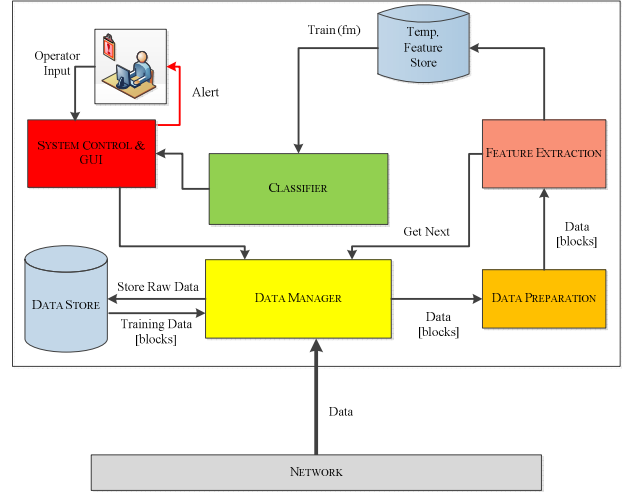 Train (fm)
Temp,
Feature
Store
Operator
Input
Alert
SYSTEM CONTROL &
GUI
CLASSIFIER
FEATURE EXTRACTION
Get Next
Data
[blocks]
DATA STORE
Store Raw Data
Training Data
[blocks]
DATA MANAGER
Data
[blocks]
DATA PREPARATION
Data
NETWORK